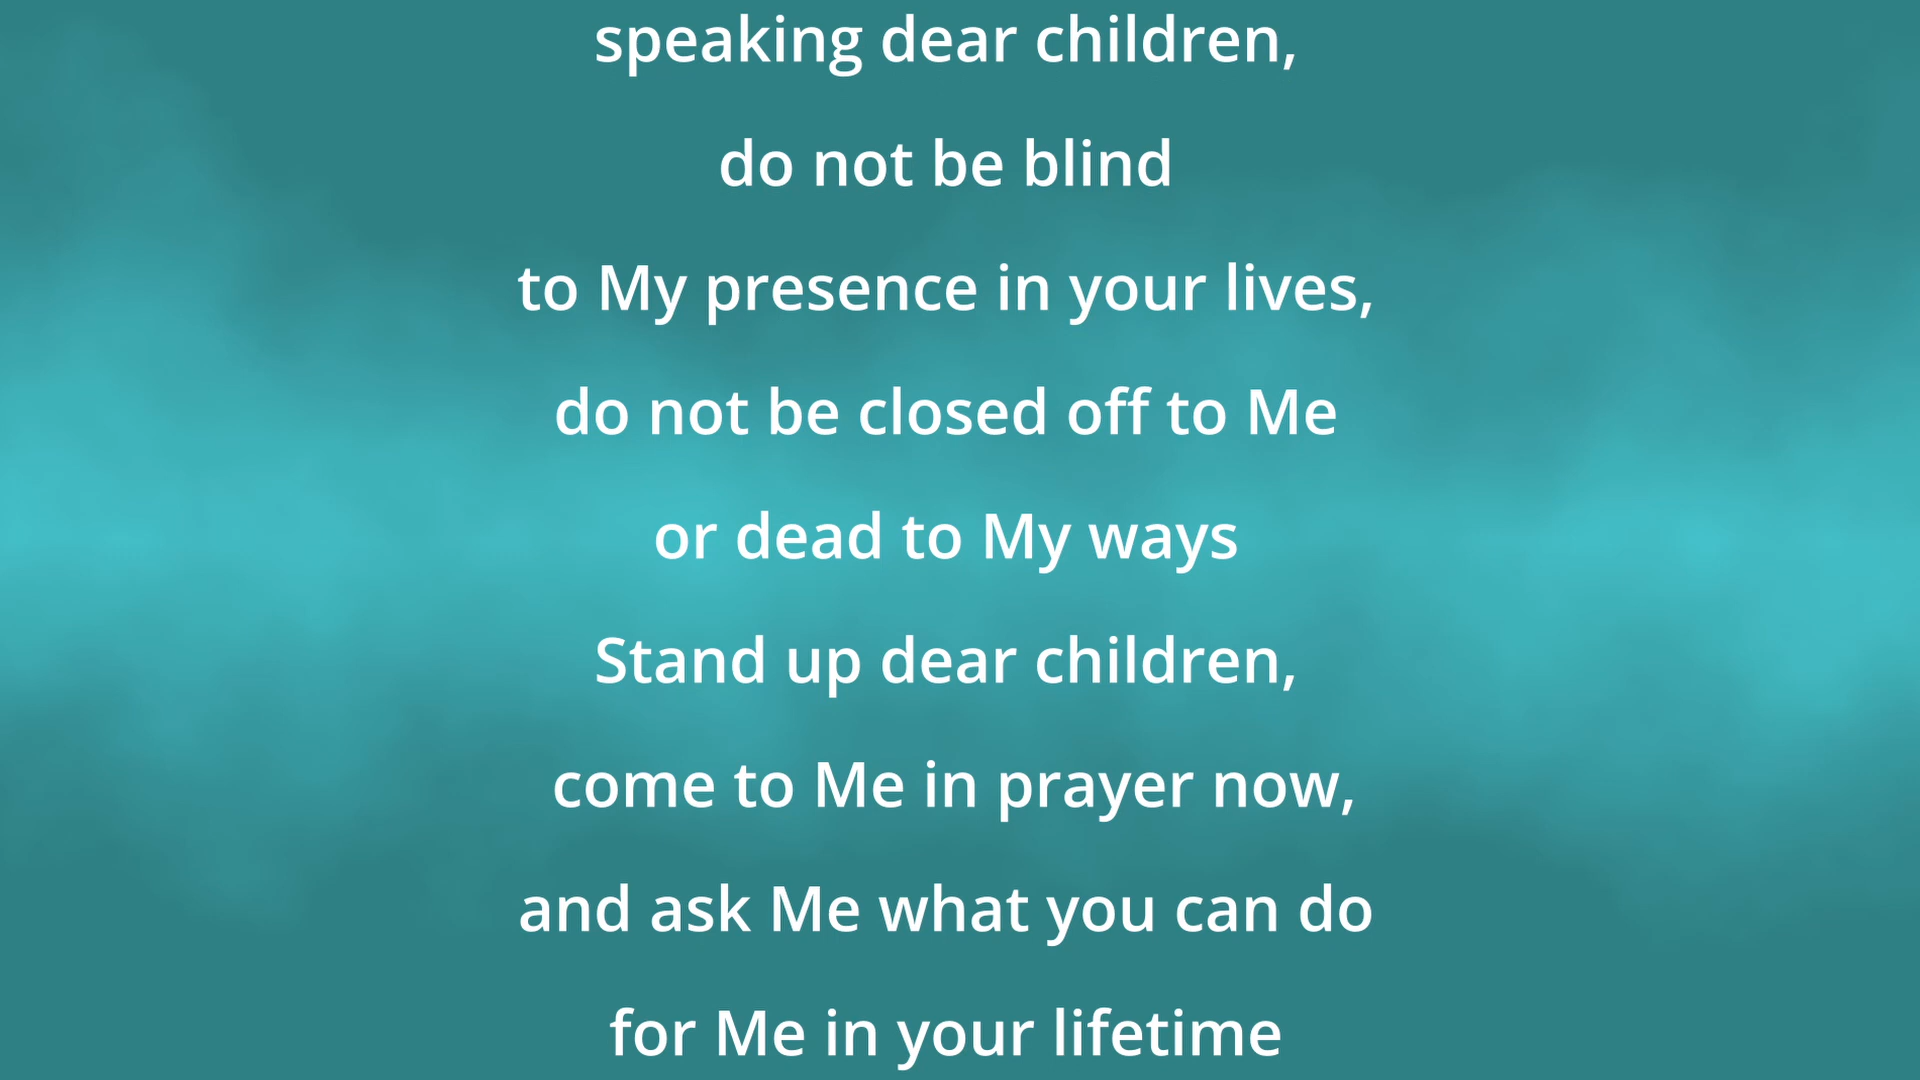 speaking dear children,
do not be blind
to My presence in your lives,
do not be closed off to Me
or dead to My ways
Stand up dear children,
come to Me in prayer now,
and ask Me what you can do
for Me in your lifetime